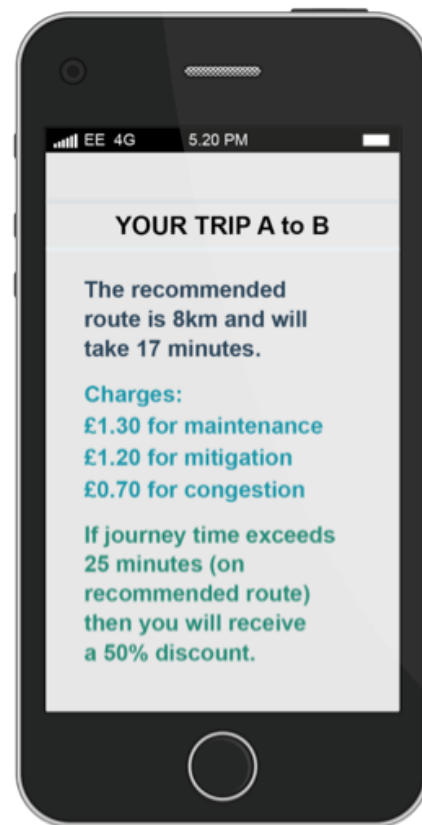 EE 4G 5.20 PM
YOUR TRIP A to B
The recommended
route is 8km and will
take 17 minutes.
Charges:
£1.30 for maintenance
£1.20 for mitigation
£0.70 for congestion
If journey time exceeds
25 minutes (on
recommended route)
then you will receive
a 50% discount.